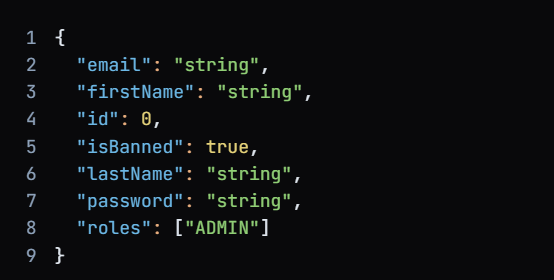 1 {
2 "email": "string",
3 "firstName": "string",
4 "id": 0,
5 "isBanned": true,
6 "lastName": "string",
7 "password": "string",
8 "roles": ["ADMIN"]
9 }